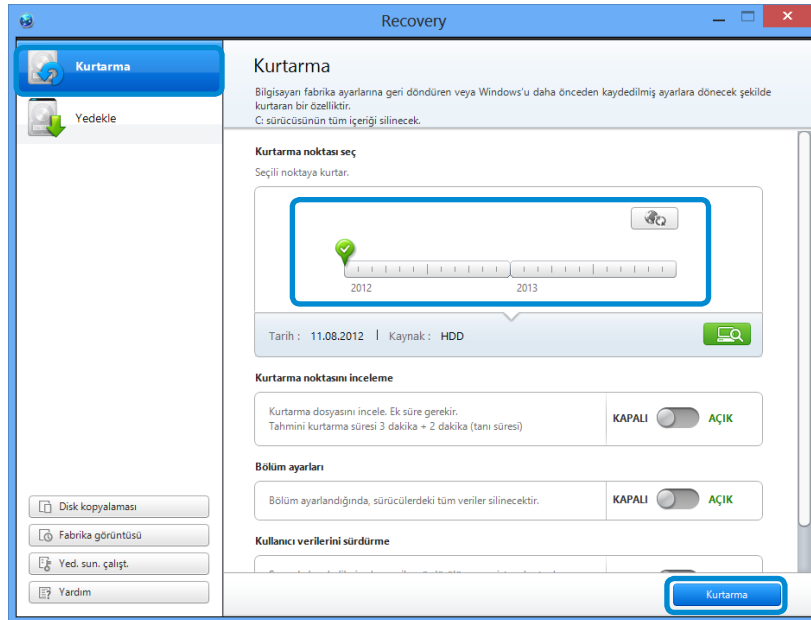 Recovery
Kurtarma
Yedekle
Disk kopyalaması
Fabrika görüntüsü
Yed. sun. çalışt.
Yardım
Kurtarma
Bilgisayarı fabrika ayarlarına geri döndüren veya Windows'u daha önceden kaydedilmiş ayarlara dönecek şekilde
kurtaran bir özelliktir.
C: sürücüsünün tüm içeriği silinecek.
Kurtarma noktası seç
Seçili noktaya kurtar.
2012 2013
Tarih : 11.08.2012 | Kaynak : HDD
Kurtarma noktasını inceleme
Kurtarma dosyasını incele. Ek süre gerekir.
Tahmini kurtarma süresi 3 dakika + 2 dakika (tanı süresi)
KAPALI AÇIK
Bölüm ayarları
Bölüm ayarlandığında, sürücülerdeki tüm veriler silinecektir.
KAPALI AÇIK
Kullanıcı verilerini sürdürme
Kurtarma